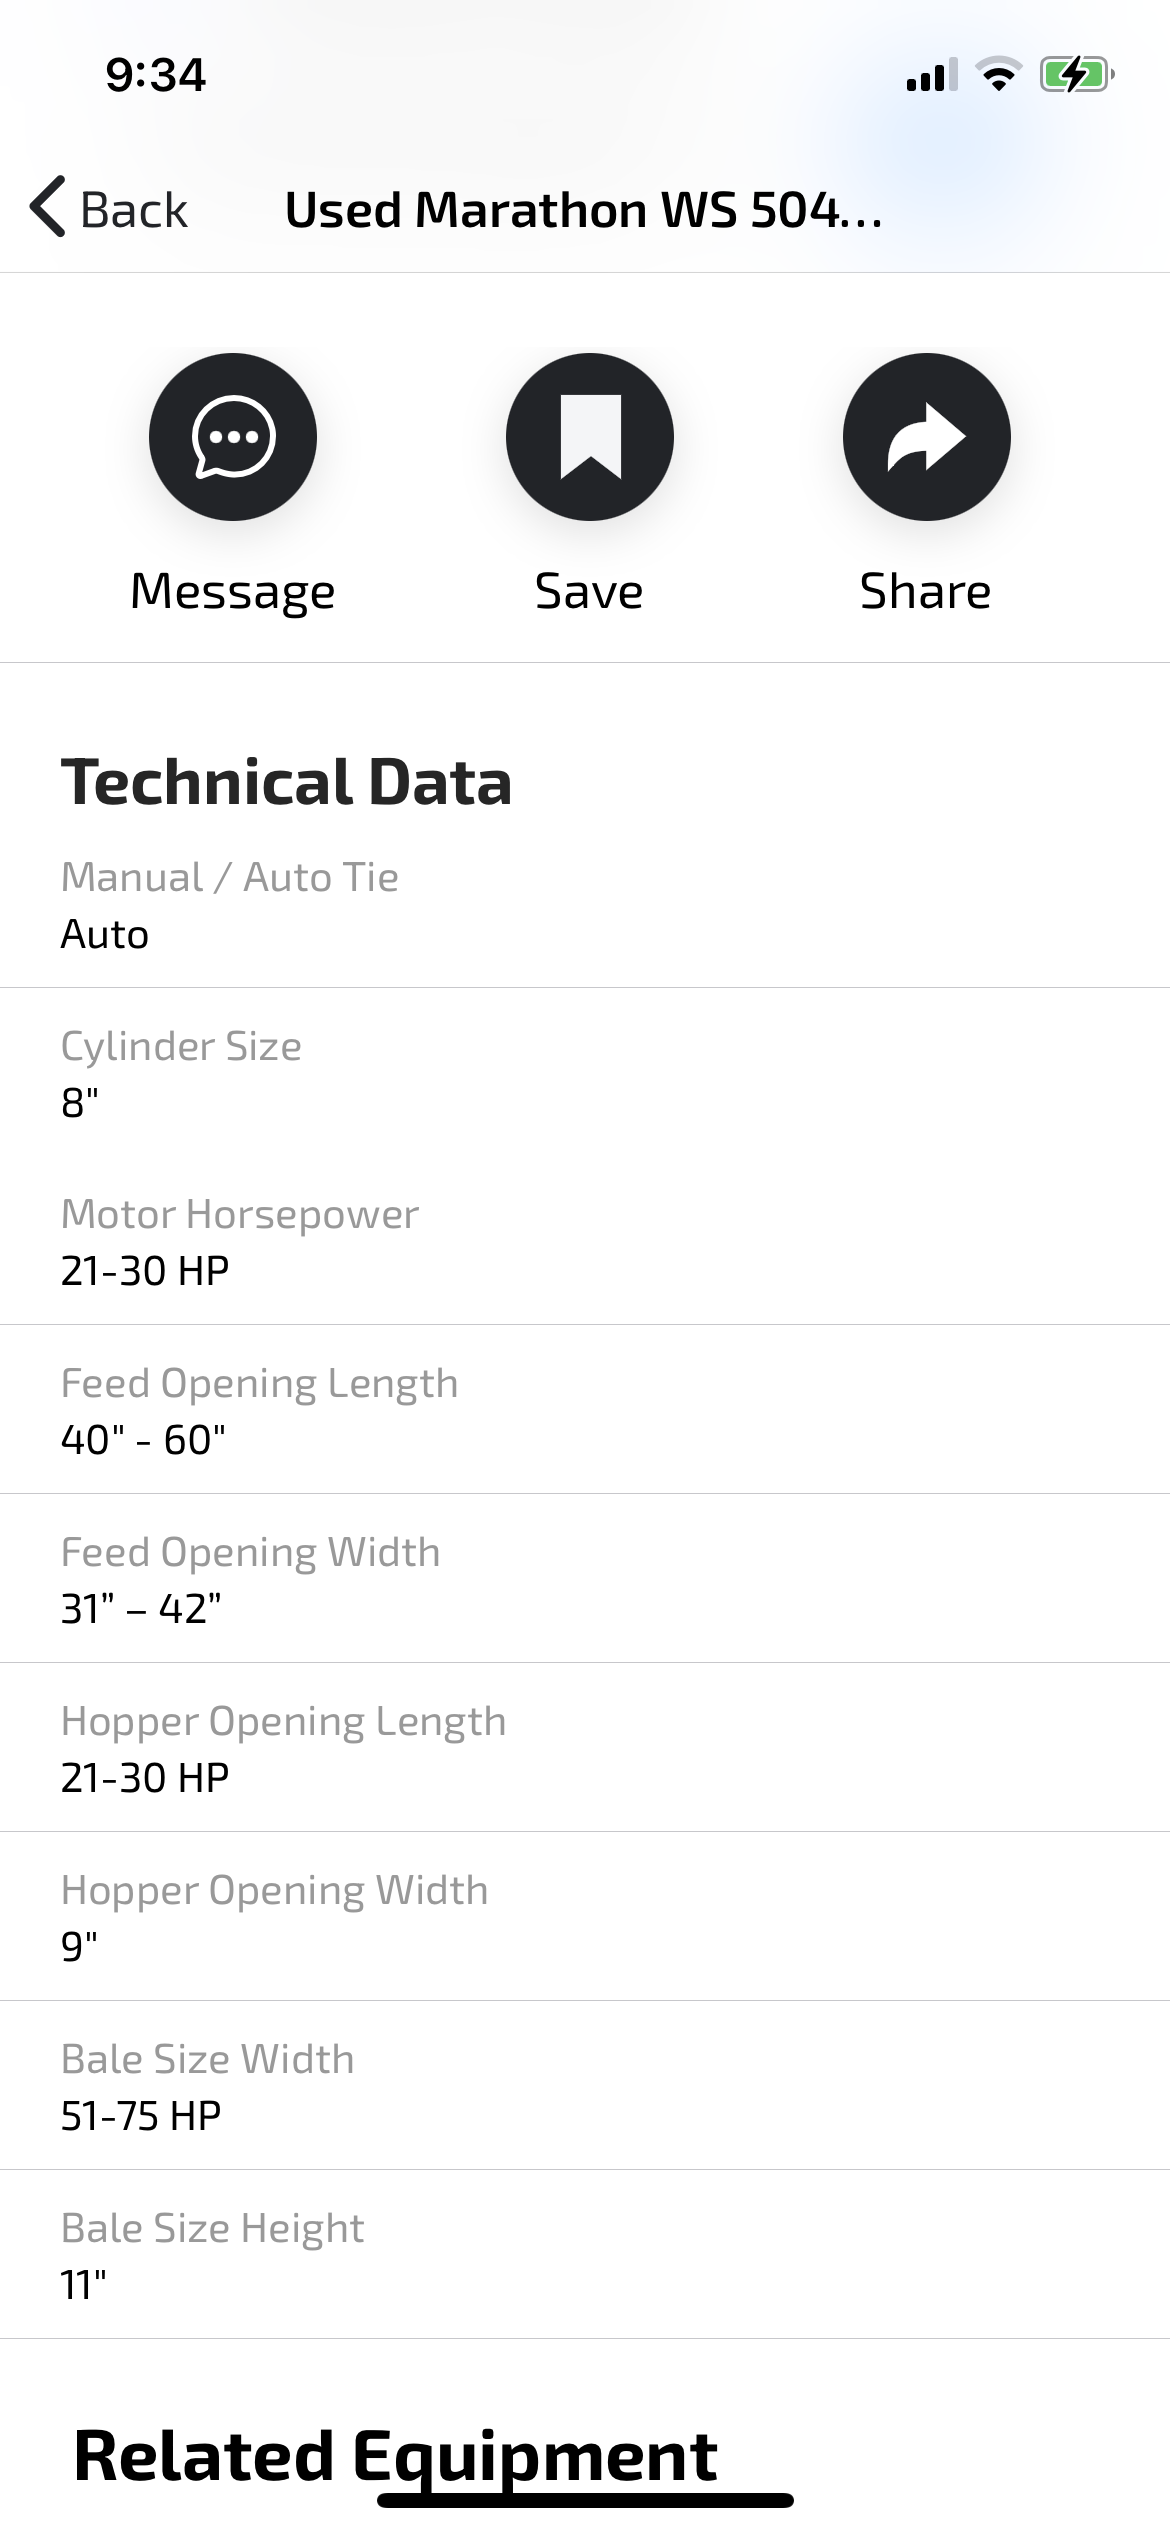 9:34
Back
Used Marathon WS 504...
Message
Save
Share
Technical Data
Manual / Auto Tie
Auto
Cylinder Size
8"
Motor Horsepower
21-30 HP
Feed Opening Length
40" - 60"
Feed Opening Width
31” – 42”
Hopper Opening Length
21-30 HP
Hopper Opening Width
9"
Bale Size Width
51-75 HP
Bale Size Height
11"
Related Equipment